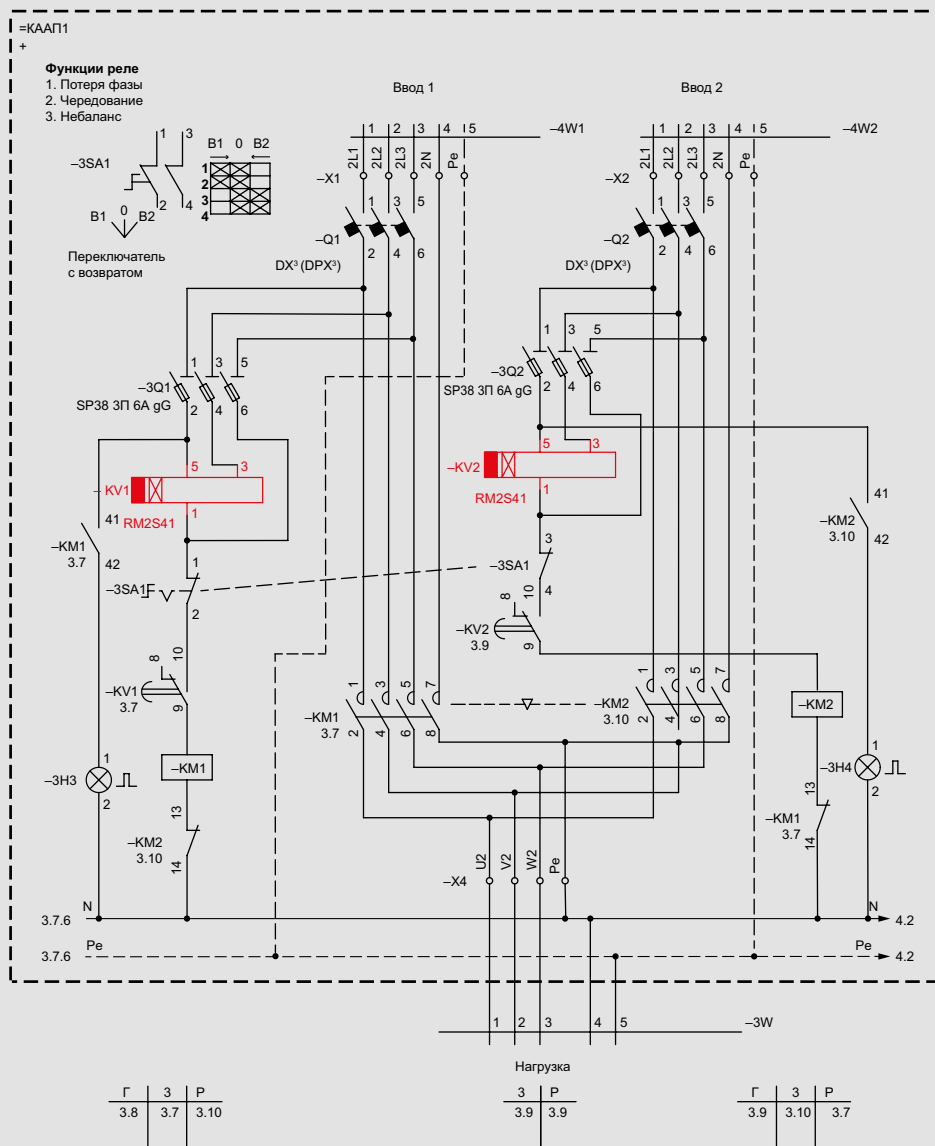 =КААП1
+
Функции реле
1. Потеря фазы
2. Чередование
3. Небаланс
Ввод 1
Ввод 2
1 2 3 4 5 –4W1
1 2 3 4 5 –4W2
2L1 2L2 2L3 2N Pe
2L1 2L2 2L3 2N Pe
–X1
–X2
1 3
–3SA1
2 4
B1 0 B2
1
2
3
4
B1 0 B2
Переключатель
с возвратом
1 3 5
–Q1
2 4 6
DX³ (DPX³)
1 3 5
–Q2
2 4 6
DX³ (DPX³)
1 3 5
–3Q1
2 4 6
SP38 3П 6A gG
1 3 5
–3Q2
2 4 6
SP38 3П 6A gG
5 3
– KV1
1
RM2S41
5 3
–KV2
1
RM2S41
41
–KM1
3.7
42
1
–3SA1
2
3
–3SA1
4
41
–KM2
3.10
42
8 10
–KV1
3.7
9
8 10
–KV2
3.9
9
1 3 5 7
–KM1
3.7
2 4 6 8
1 3 5 7
–KM2
3.10
2 4 6 8
–KM2
–KM1
1
–3H3
2
1
–3H4
2
13
–KM2
3.10
14
13
–KM1
3.7
14
U2 V2 W2 Pe
–X4
3.7.6 N
N 4.2
3.7.6 Pe
Pe 4.2
1 2 3 4 5 –3W
Нагрузка
Г З Р
3.8 3.7 3.10
З Р
3.9 3.9
Г З Р
3.9 3.10 3.7